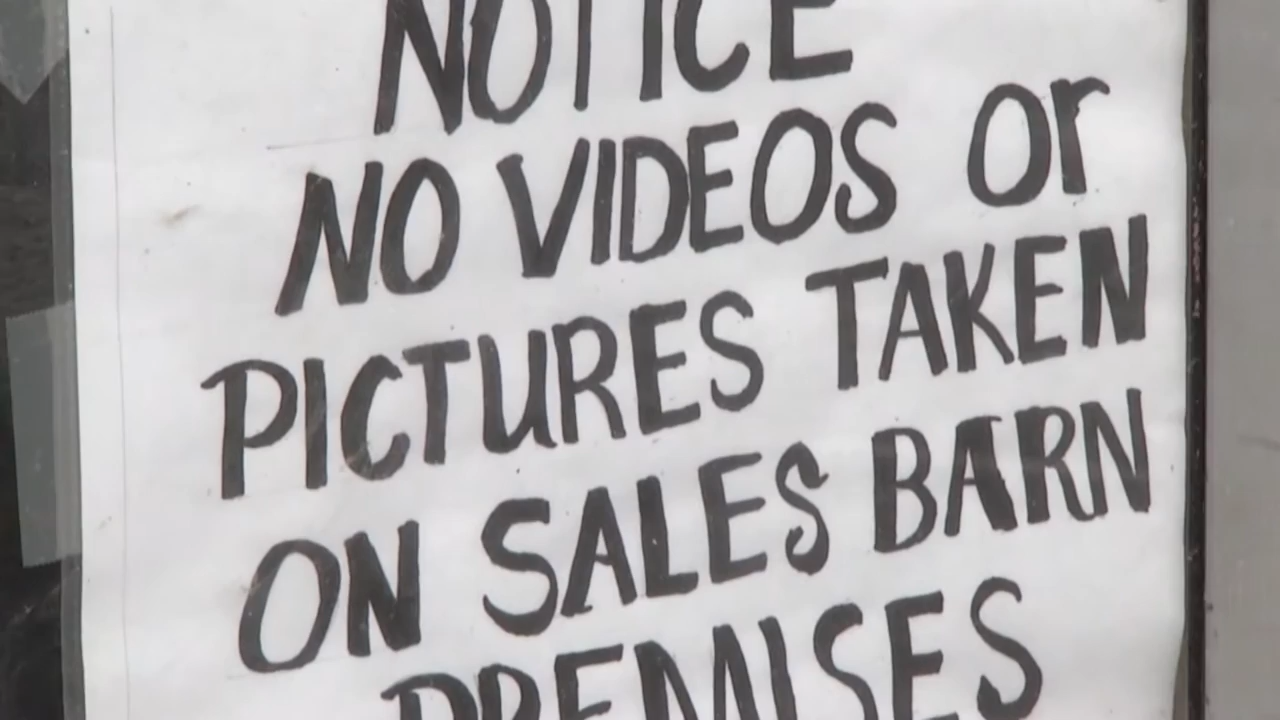 NOTICE
NO VIDEOS Or
PICTURES TAKEN
ON SALES BARN
PREMISES